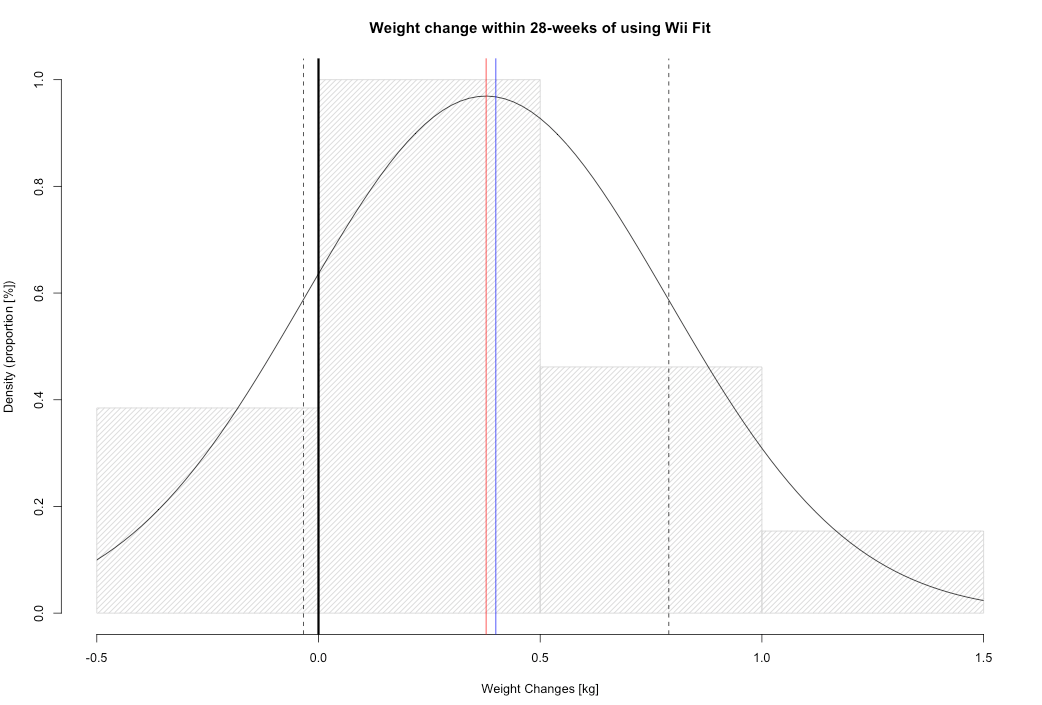 Weight change within 28-weeks of using Wii Fit
Density (proportion [%])
1.0
0.8
0.6
0.4
0.2
0.0
-0.5 0.0 0.5 1.0 1.5
Weight Changes [kg]